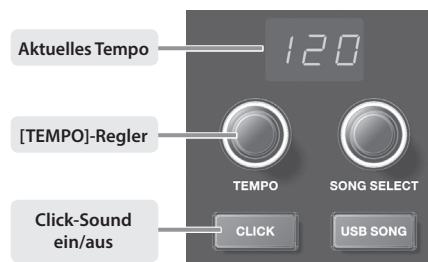 Aktuelles Tempo
120
[TEMPO]-Regler
TEMPO
SONG SELECT
Click-Sound
ein/aus
CLICK
USB SONG